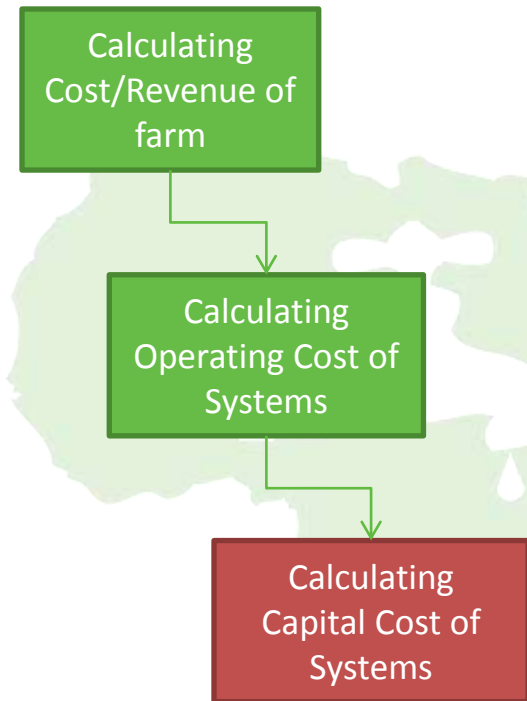 Calculating
Cost/Revenue of
farm
Calculating
Operating Cost of
Systems
Calculating
Capital Cost of
Systems